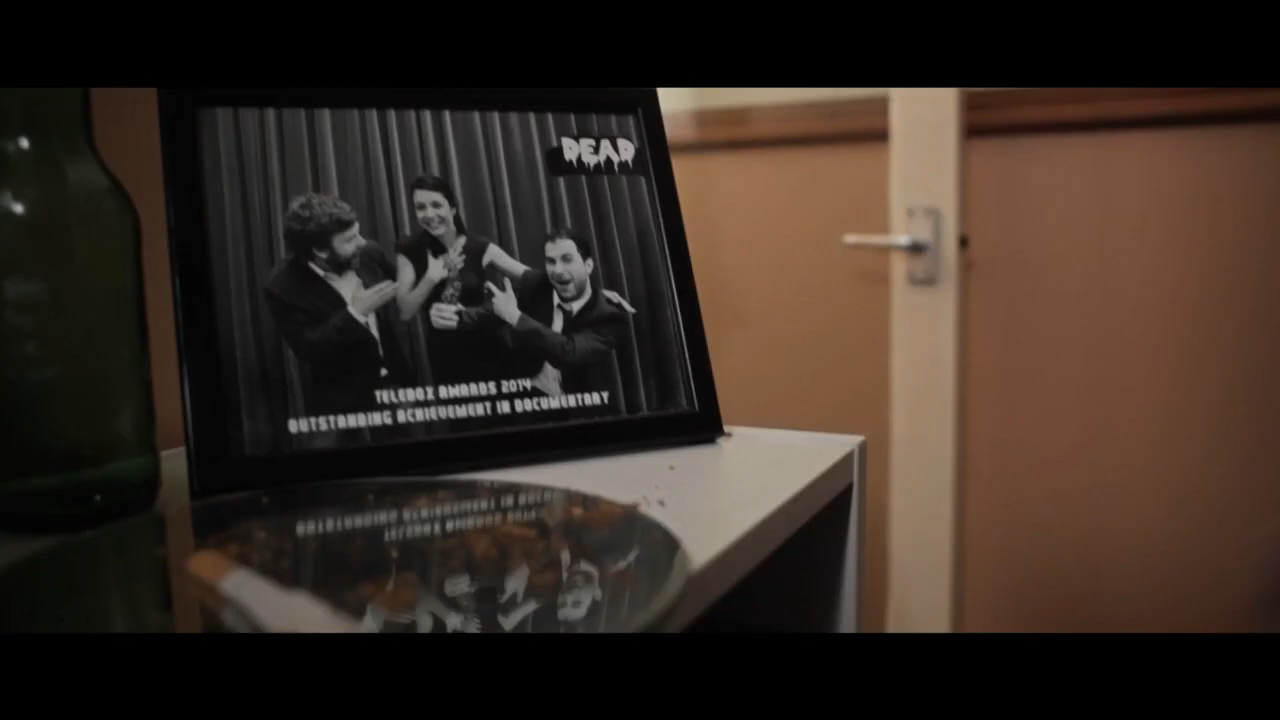 DEAD
TELEBOX AWARDS 2014
OUTSTANDING ACHIEVEMENT IN DOCUMENTARY